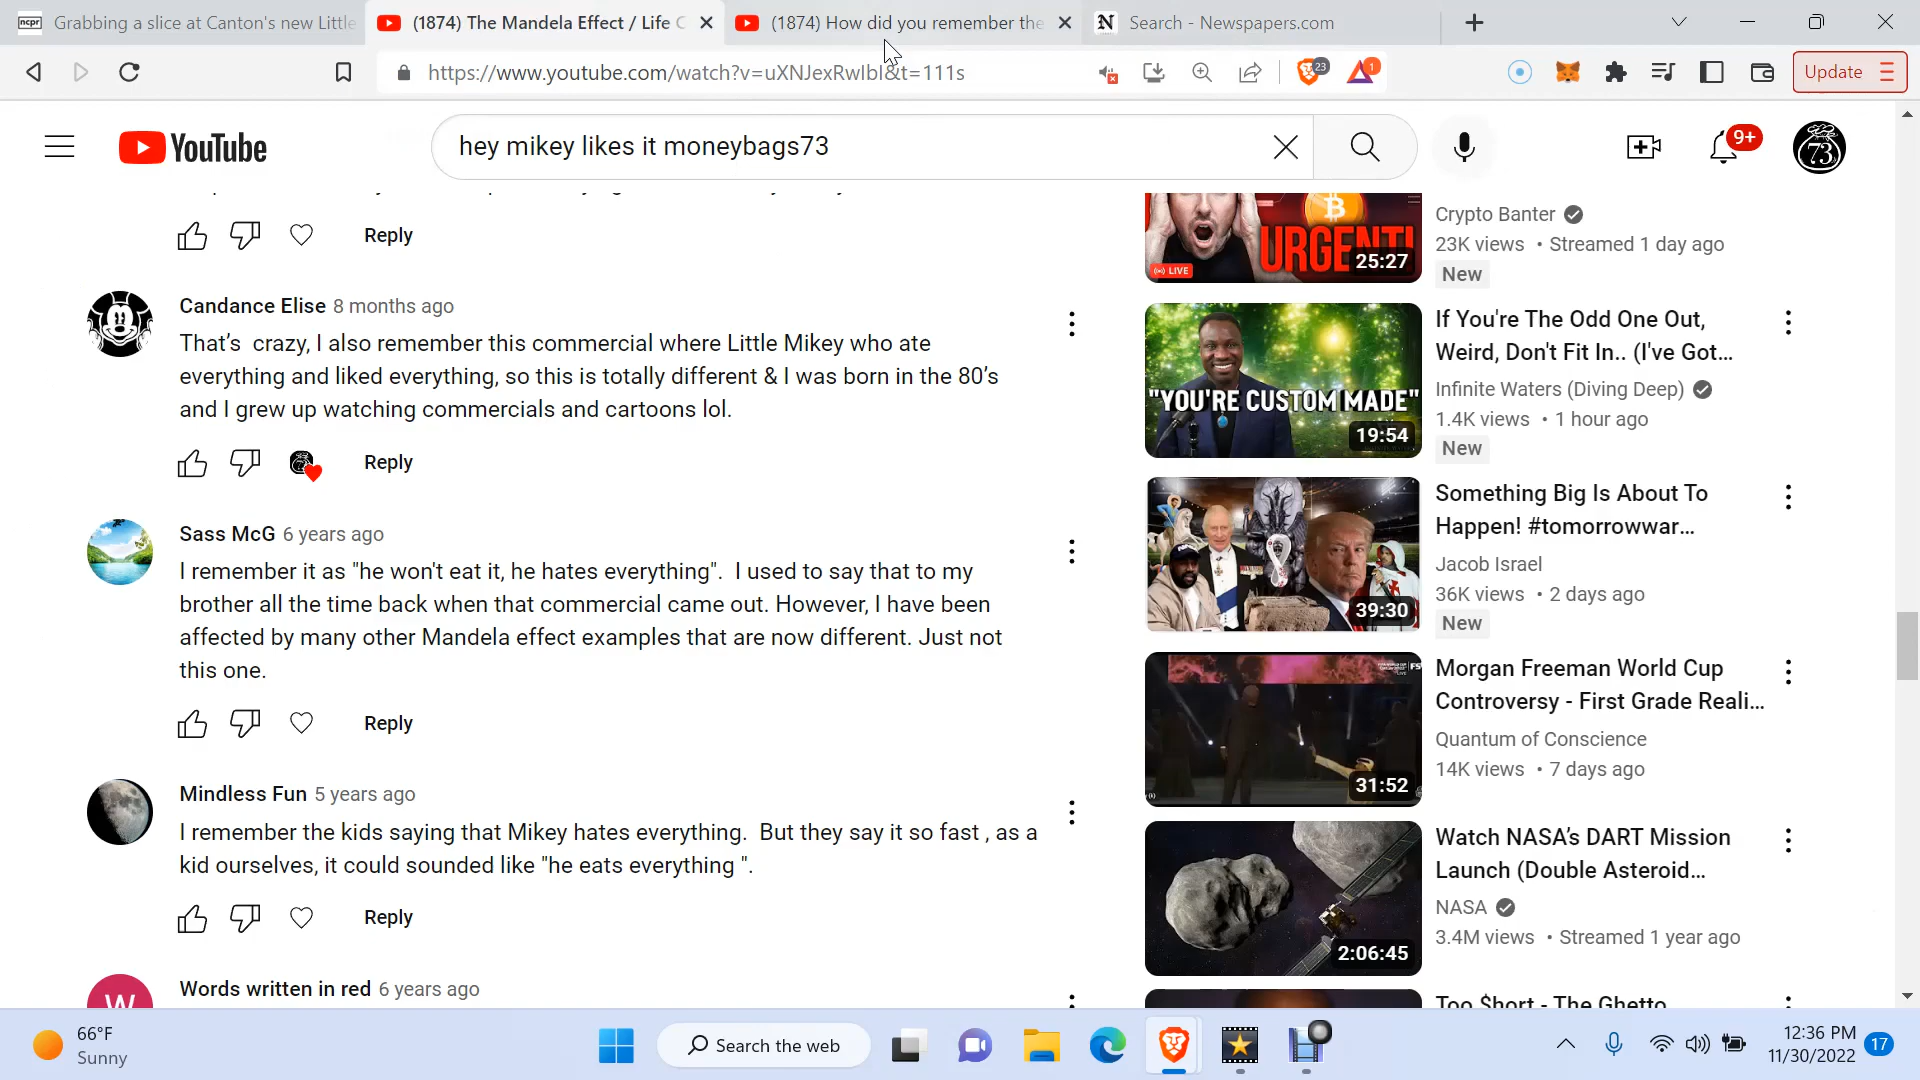 ncpr Grabbing a slice at Canton's new Little
(1874) The Mandela Effect / Life C
(1874) How did you remember the
N Search - Newspapers.com
https://www.youtube.com/watch?v=uXNJexRwIbI&t=111s
23
1
Update
YouTube
hey mikey likes it moneybags73
9+
73
Reply
Candance Elise 8 months ago
That’s crazy, I also remember this commercial where Little Mikey who ate
everything and liked everything, so this is totally different & I was born in the 80’s
and I grew up watching commercials and cartoons lol.
Reply
Sass McG 6 years ago
I remember it as "he won't eat it, he hates everything". I used to say that to my
brother all the time back when that commercial came out. However, I have been
affected by many other Mandela effect examples that are now different. Just not
this one.
Reply
Mindless Fun 5 years ago
I remember the kids saying that Mikey hates everything. But they say it so fast , as a
kid ourselves, it could sounded like "he eats everything ".
Reply
W
Words written in red 6 years ago
URGENT!
LIVE
25:27
Crypto Banter
23K views • Streamed 1 day ago
New
"YOU'RE CUSTOM MADE"
19:54
If You're The Odd One Out,
Weird, Don't Fit In.. (I've Got...
Infinite Waters (Diving Deep)
1.4K views • 1 hour ago
New
39:30
Something Big Is About To
Happen! #tomorrowwar...
Jacob Israel
36K views • 2 days ago
New
31:52
Morgan Freeman World Cup
Controversy - First Grade Reali...
Quantum of Conscience
14K views • 7 days ago
2:06:45
Watch NASA’s DART Mission
Launch (Double Asteroid...
NASA
3.4M views • Streamed 1 year ago
Too $hort - The Ghetto
66°F
Sunny
Search the web
12:36 PM
11/30/2022
17